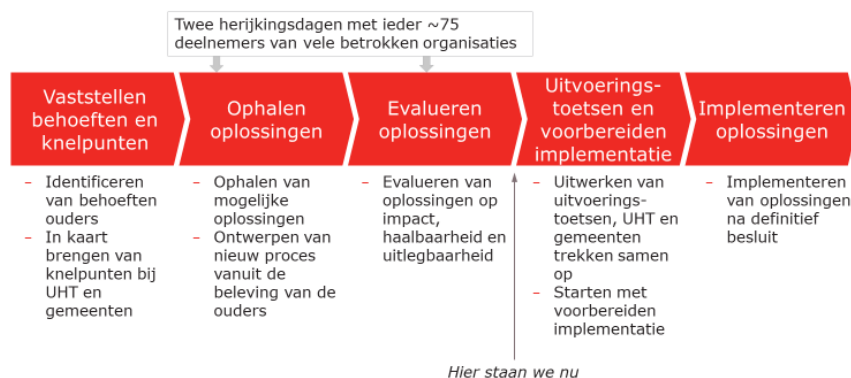 Twee herijkingsdagen met ieder ~75
deelnemers van vele betrokken organisaties
Vaststellen
behoeften en
knelpunten
Ophalen
oplossingen
Evalueren
oplossingen
Uitvoerings-
toetsen en
voorbereiden
implementatie
Implementeren
oplossingen
– Identificeren
van behoeften
ouders
– In kaart
brengen van
knelpunten bij
UHT en
gemeenten
– Ophalen van
mogelijke
oplossingen
– Ontwerpen van
nieuw proces
vanuit de
beleving van de
ouders
– Evalueren van
oplossingen op
impact,
haalbaarheid en
uitlegbaarheid
– Uitwerken van
uitvoerings-
toetsen, UHT en
gemeenten
trekken samen
op
– Starten met
voorbereiden
implementatie
– Implementeren
van oplossingen
na definitief
besluit
Hier staan we nu